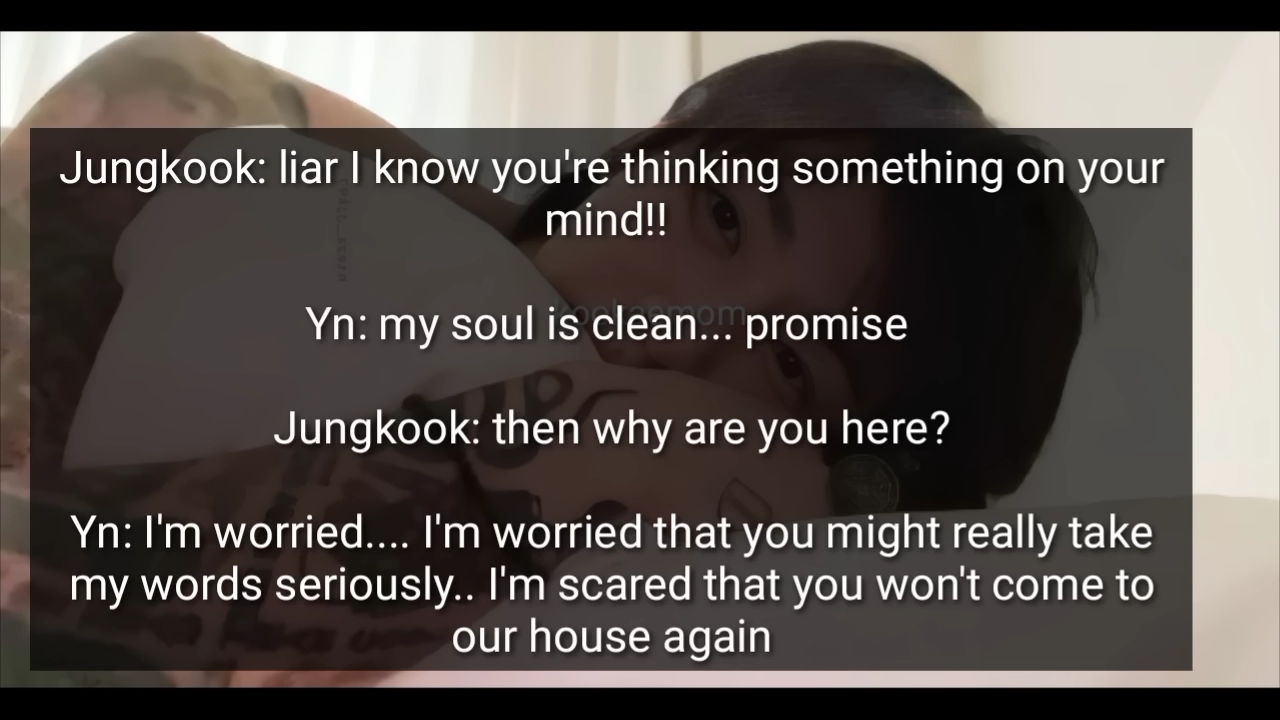 Jungkook: liar I know you're thinking something on your
mind!!
Yn: my soul is clean... promise
Jungkook: then why are you here?
Yn: I'm worried.... I'm worried that you might really take
my words seriously.. I'm scared that you won't come to
our house again